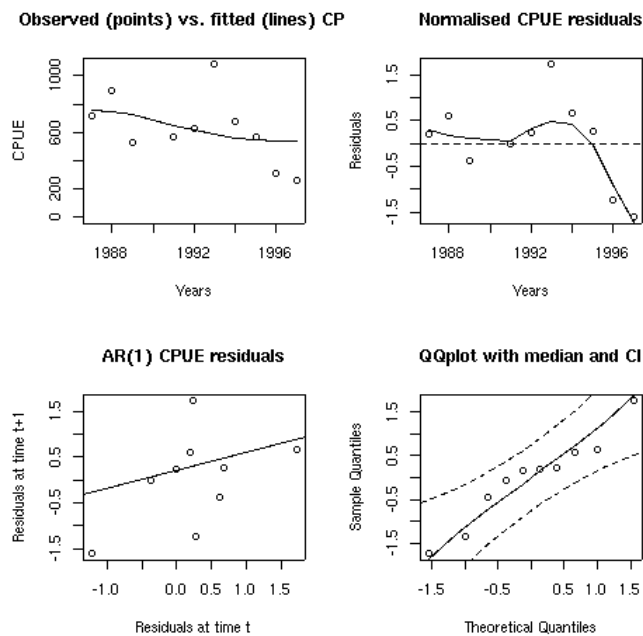 Observed (points) vs. fitted (lines) CP
CPUE
0 200 600 1000
1988 1992 1996
Years
Normalised CPUE residuals
Residuals
-1.5 -0.5 0.5 1.5
1988 1992 1996
Years
AR(1) CPUE residuals
Residuals at time t+1
-1.5 -0.5 0.5 1.5
-1.0 0.0 0.5 1.0 1.5
Residuals at time t
QQplot with median and CI
Sample Quantiles
-1.5 -0.5 0.5 1.5
-1.5 -0.5 0.5 1.0 1.5
Theoretical Quantiles